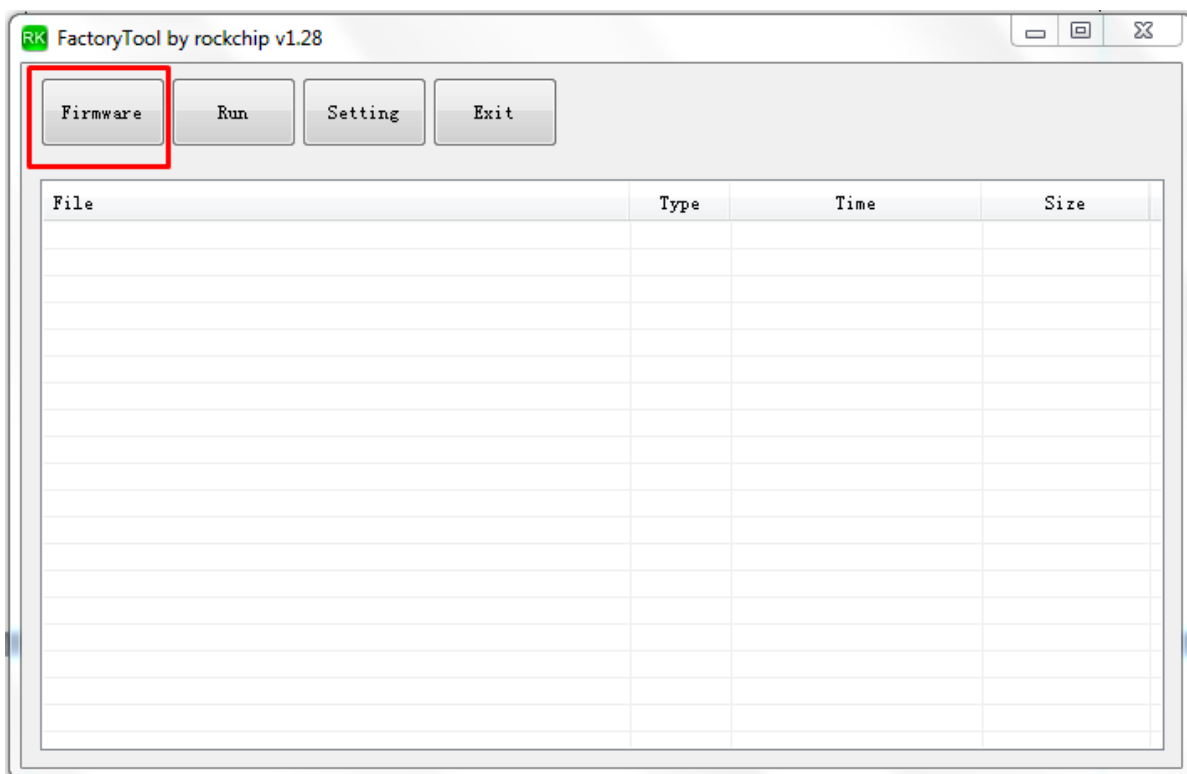 RK FactoryTool by rockchip v1.28
Firmware Run Setting Exit
File Type Time Size